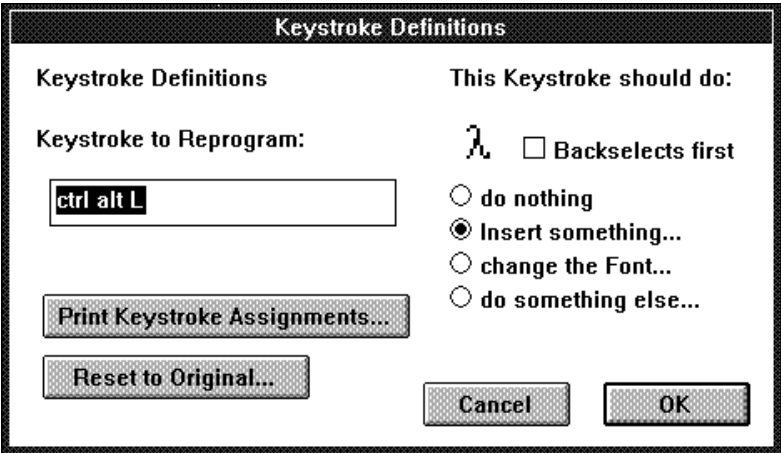 Keystroke Definitions
Keystroke Definitions
Keystroke to Reprogram:
ctrl alt L
Print Keystroke Assignments...
Reset to Original...
This Keystroke should do:
λ Backselects first
do nothing
Insert something...
change the Font...
do something else...
Cancel OK